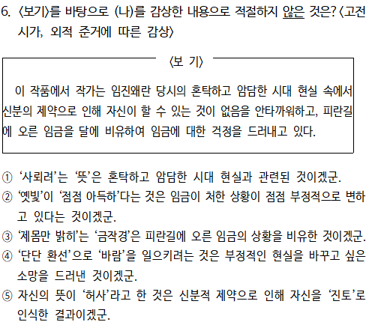 6. <보기>를 바탕으로 (나)를 감상한 내용으로 적절하지 않은 것은?<고전
시가, 외적 준거에 따른 감상>
<보 기>
이 작품에서 작가는 임진왜란 당시의 혼탁하고 암담한 시대 현실 속에서
신분의 제약으로 인해 자신이 할 수 있는 것이 없음을 안타까워하고, 피란길
에 오른 임금을 달에 비유하여 임금에 대한 걱정을 드러내고 있다.
① ‘사뢰려’는 ‘뜻’은 혼탁하고 암담한 시대 현실과 관련된 것이겠군.
② ‘옛빛’이 ‘점점 아득하’다는 것은 임금이 처한 상황이 점점 부정적으로 변하
고 있다는 것이겠군.
③ ‘제몸만 밝히’는 ‘금작경’은 피란길에 오른 임금의 상황을 비유한 것이겠군.
④ ‘단단 환선’으로 ‘바람’을 일으키려는 것은 부정적인 현실을 바꾸고 싶은
소망을 드러낸 것이겠군.
⑤ 자신의 뜻이 ‘허사’라고 한 것은 신분적 제약으로 인해 자신을 ‘진토’로
인식한 결과이겠군.